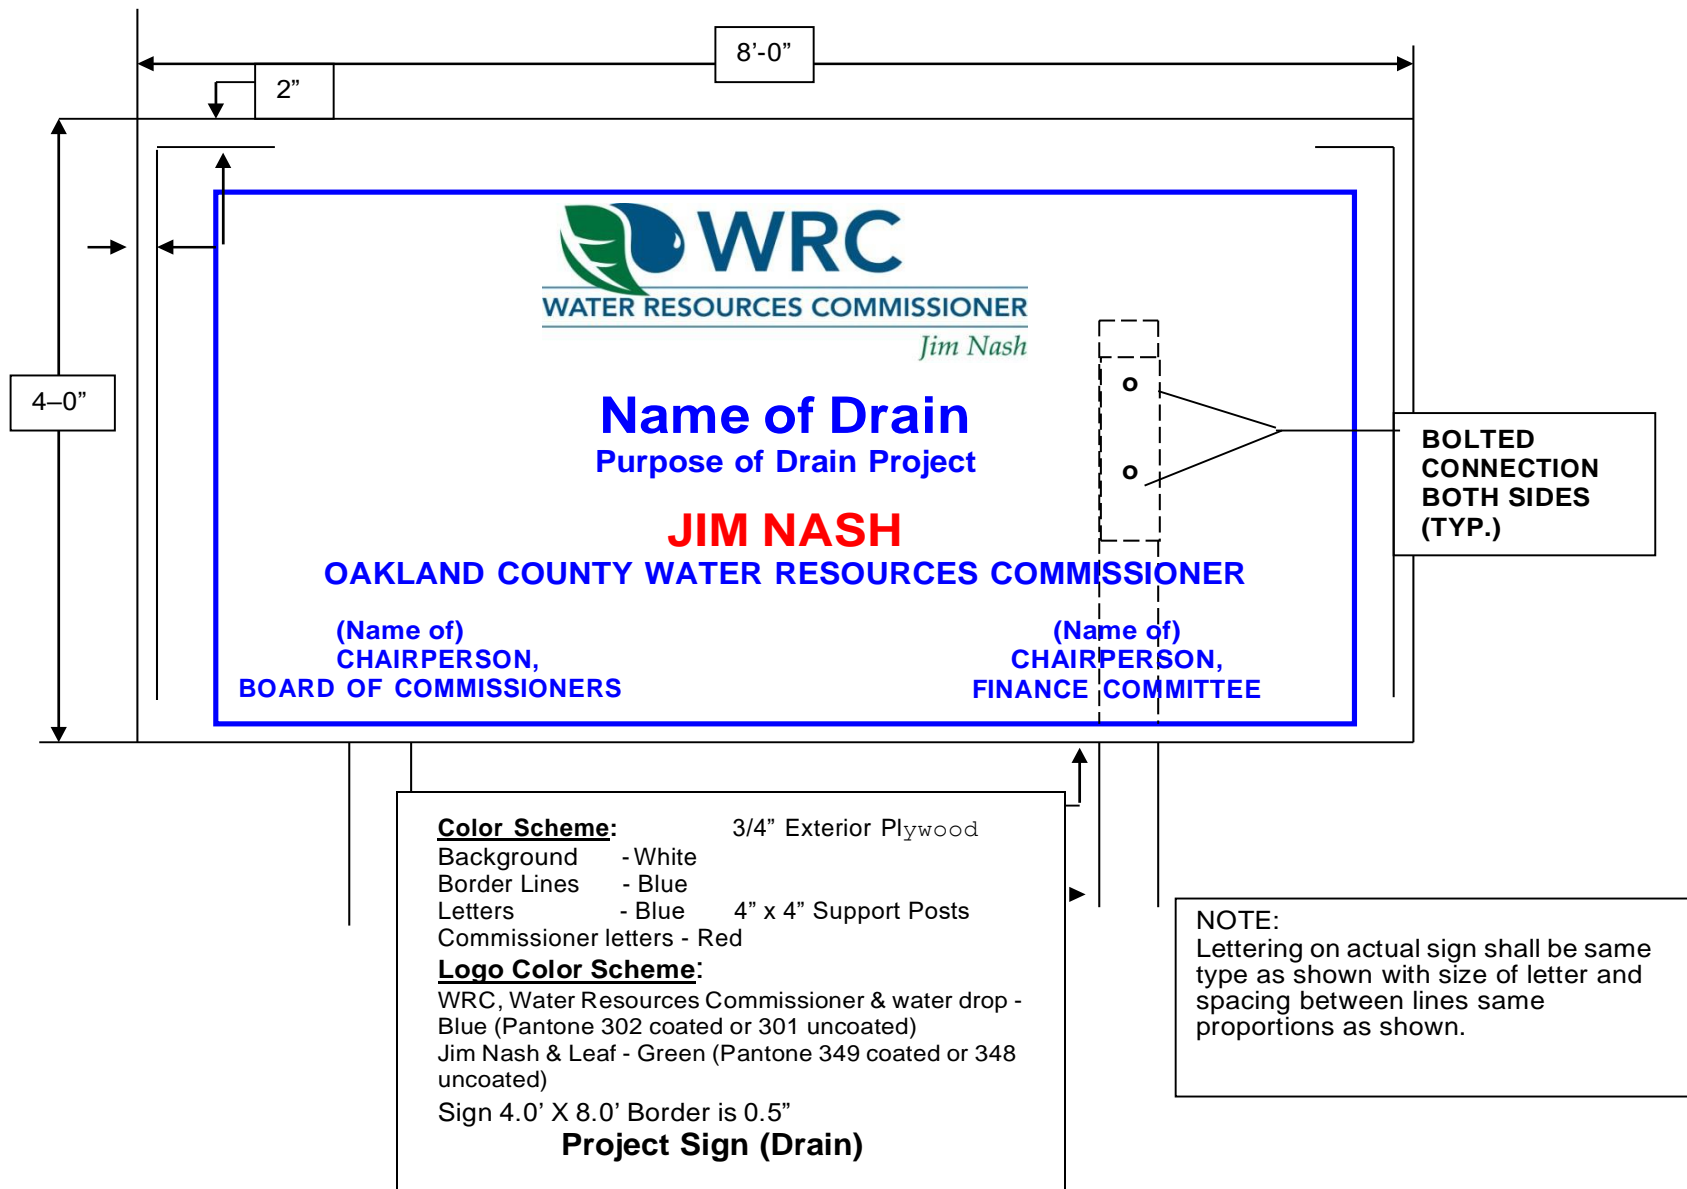 8’-0”
2”
4–0”
WRC
WATER RESOURCES COMMISSIONER
Jim Nash
Name of Drain
Purpose of Drain Project
JIM NASH
OAKLAND COUNTY WATER RESOURCES COMMISSIONER
(Name of)
CHAIRPERSON,
BOARD OF COMMISSIONERS
(Name of)
CHAIRPERSON,
FINANCE COMMITTEE
o
o
BOLTED
CONNECTION
BOTH SIDES
(TYP.)
Color Scheme: 3/4” Exterior Plywood
Background - White
Border Lines - Blue
Letters - Blue 4” x 4” Support Posts
Commissioner letters - Red
Logo Color Scheme:
WRC, Water Resources Commissioner & water drop -
Blue (Pantone 302 coated or 301 uncoated)
Jim Nash & Leaf - Green (Pantone 349 coated or 348
uncoated)
Sign 4.0’ X 8.0’ Border is 0.5”
Project Sign (Drain)
NOTE:
Lettering on actual sign shall be same
type as shown with size of letter and
spacing between lines same
proportions as shown.